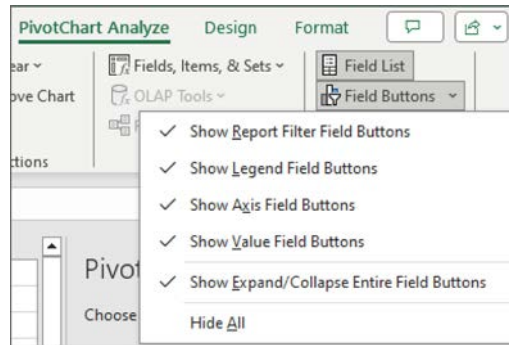 PivotChart Analyze Design Format
ear Fields, Items, & Sets Field List
ove Chart OLAP Tools Field Buttons
Show Report Filter Field Buttons
Show Legend Field Buttons
ctions
Show Axis Field Buttons
Show Value Field Buttons
Pivot
Show Expand/Collapse Entire Field Buttons
Choose
Hide All